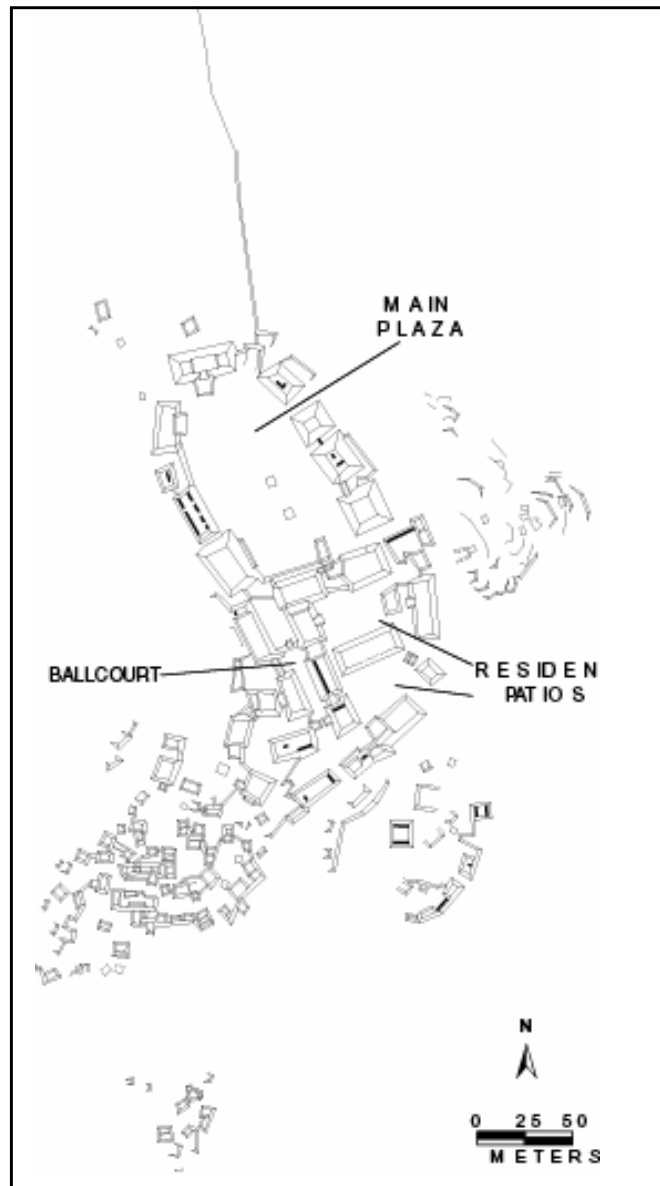 MAIN
PLAZA
BALLCOURT
RESIDEN
PATIOS
N
0 25 50
METERS